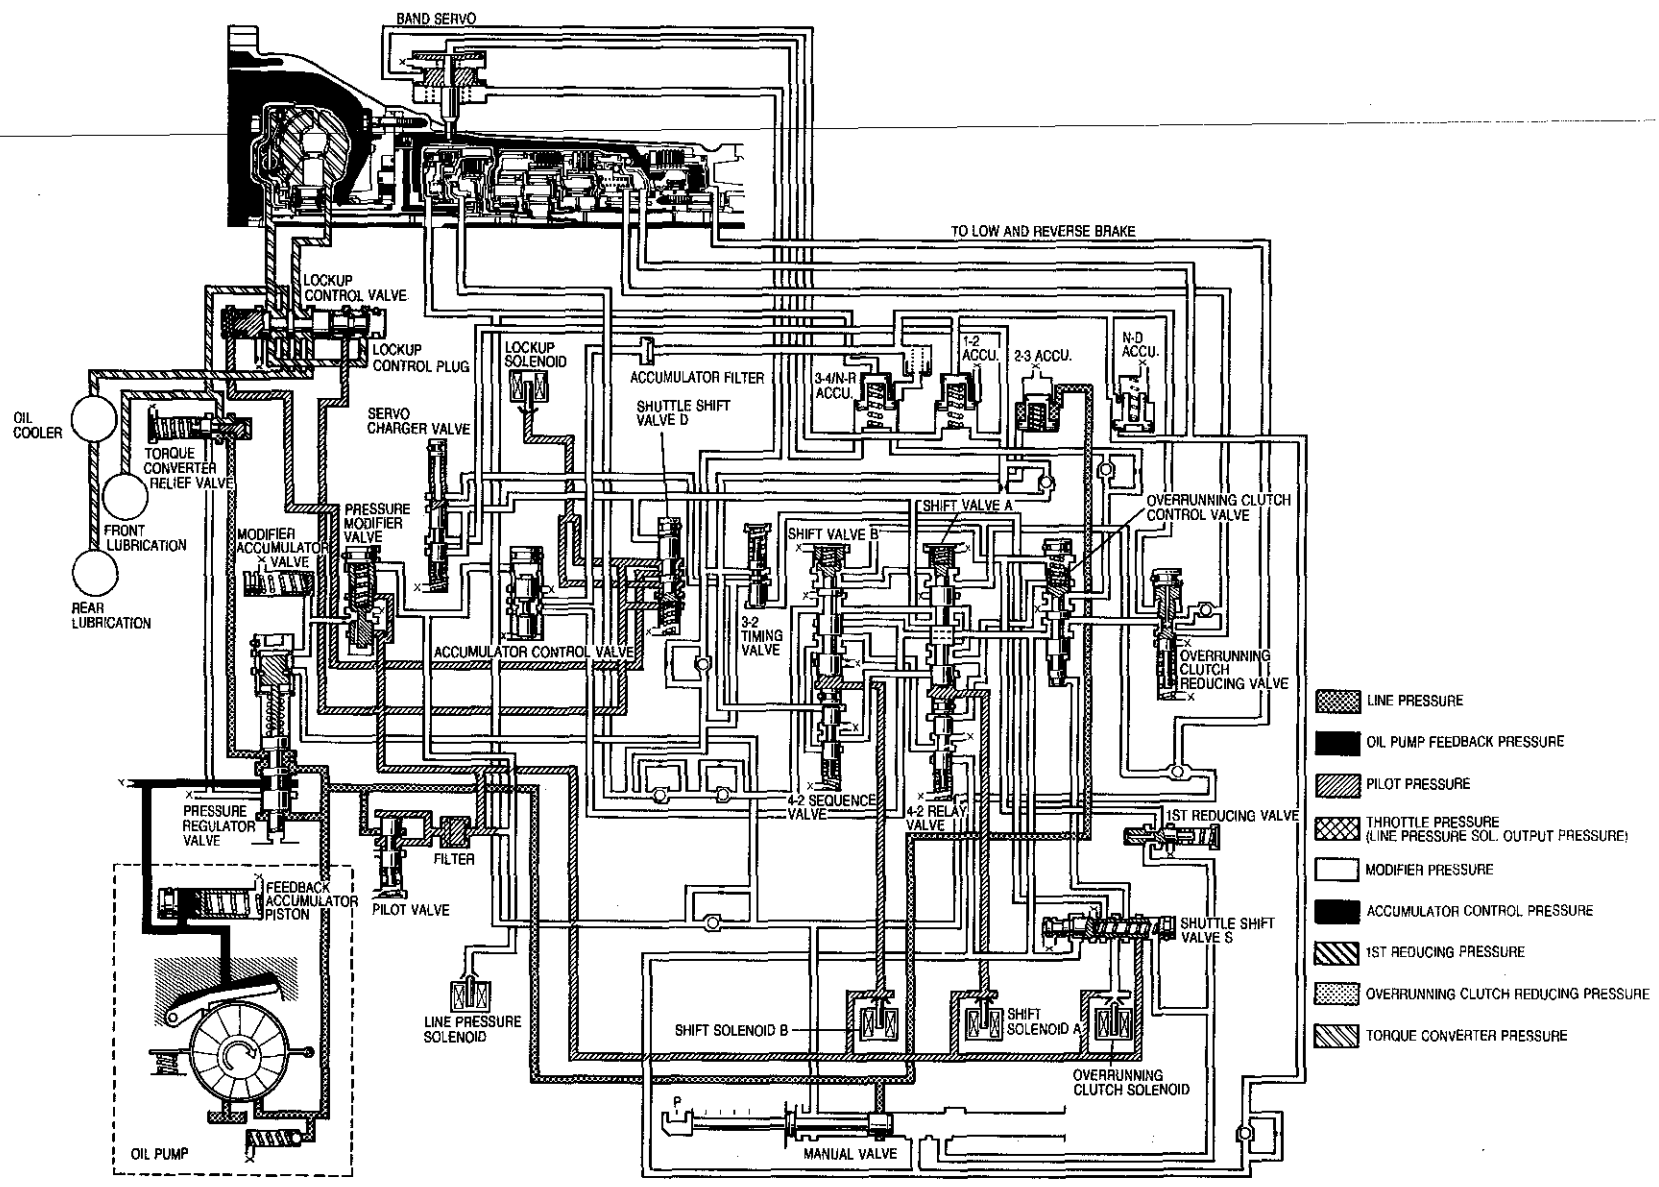 BAND SERVO
TO LOW AND REVERSE BRAKE
LOCKUP
CONTROL VALVE
LOCKUP
CONTROL PLUG
LOCKUP
SOLENOID
ACCUMULATOR FILTER
3-4/N-R
ACCU.
1-2
ACCU.
2-3 ACCU.
N-D
ACCU.
OIL
COOLER
SERVO
CHARGER VALVE
SHUTTLE SHIFT
VALVE D
TORQUE
CONVERTER
RELIEF VALVE
FRONT
LUBRICATION
REAR
LUBRICATION
MODIFIER
ACCUMULATOR
VALVE
PRESSURE
MODIFIER
VALVE
SHIFT VALVE B
SHIFT VALVE A
OVERRUNNING CLUTCH
CONTROL VALVE
ACCUMULATOR CONTROL VALVE
3-2
TIMING
VALVE
OVERRUNNING
CLUTCH
REDUCING VALVE
PRESSURE
REGULATOR
VALVE
4-2 SEQUENCE
VALVE
4-2 RELAY
VALVE
1ST REDUCING VALVE
FILTER
PILOT VALVE
FEEDBACK
ACCUMULATOR
PISTON
SHUTTLE SHIFT
VALVE S
LINE PRESSURE
SOLENOID
SHIFT SOLENOID B
SHIFT
SOLENOID A
OVERRUNNING
CLUTCH SOLENOID
P
MANUAL VALVE
OIL PUMP
LINE PRESSURE
OIL PUMP FEEDBACK PRESSURE
PILOT PRESSURE
THROTTLE PRESSURE
(LINE PRESSURE SOL. OUTPUT PRESSURE)
MODIFIER PRESSURE
ACCUMULATOR CONTROL PRESSURE
1ST REDUCING PRESSURE
OVERRUNNING CLUTCH REDUCING PRESSURE
TORQUE CONVERTER PRESSURE